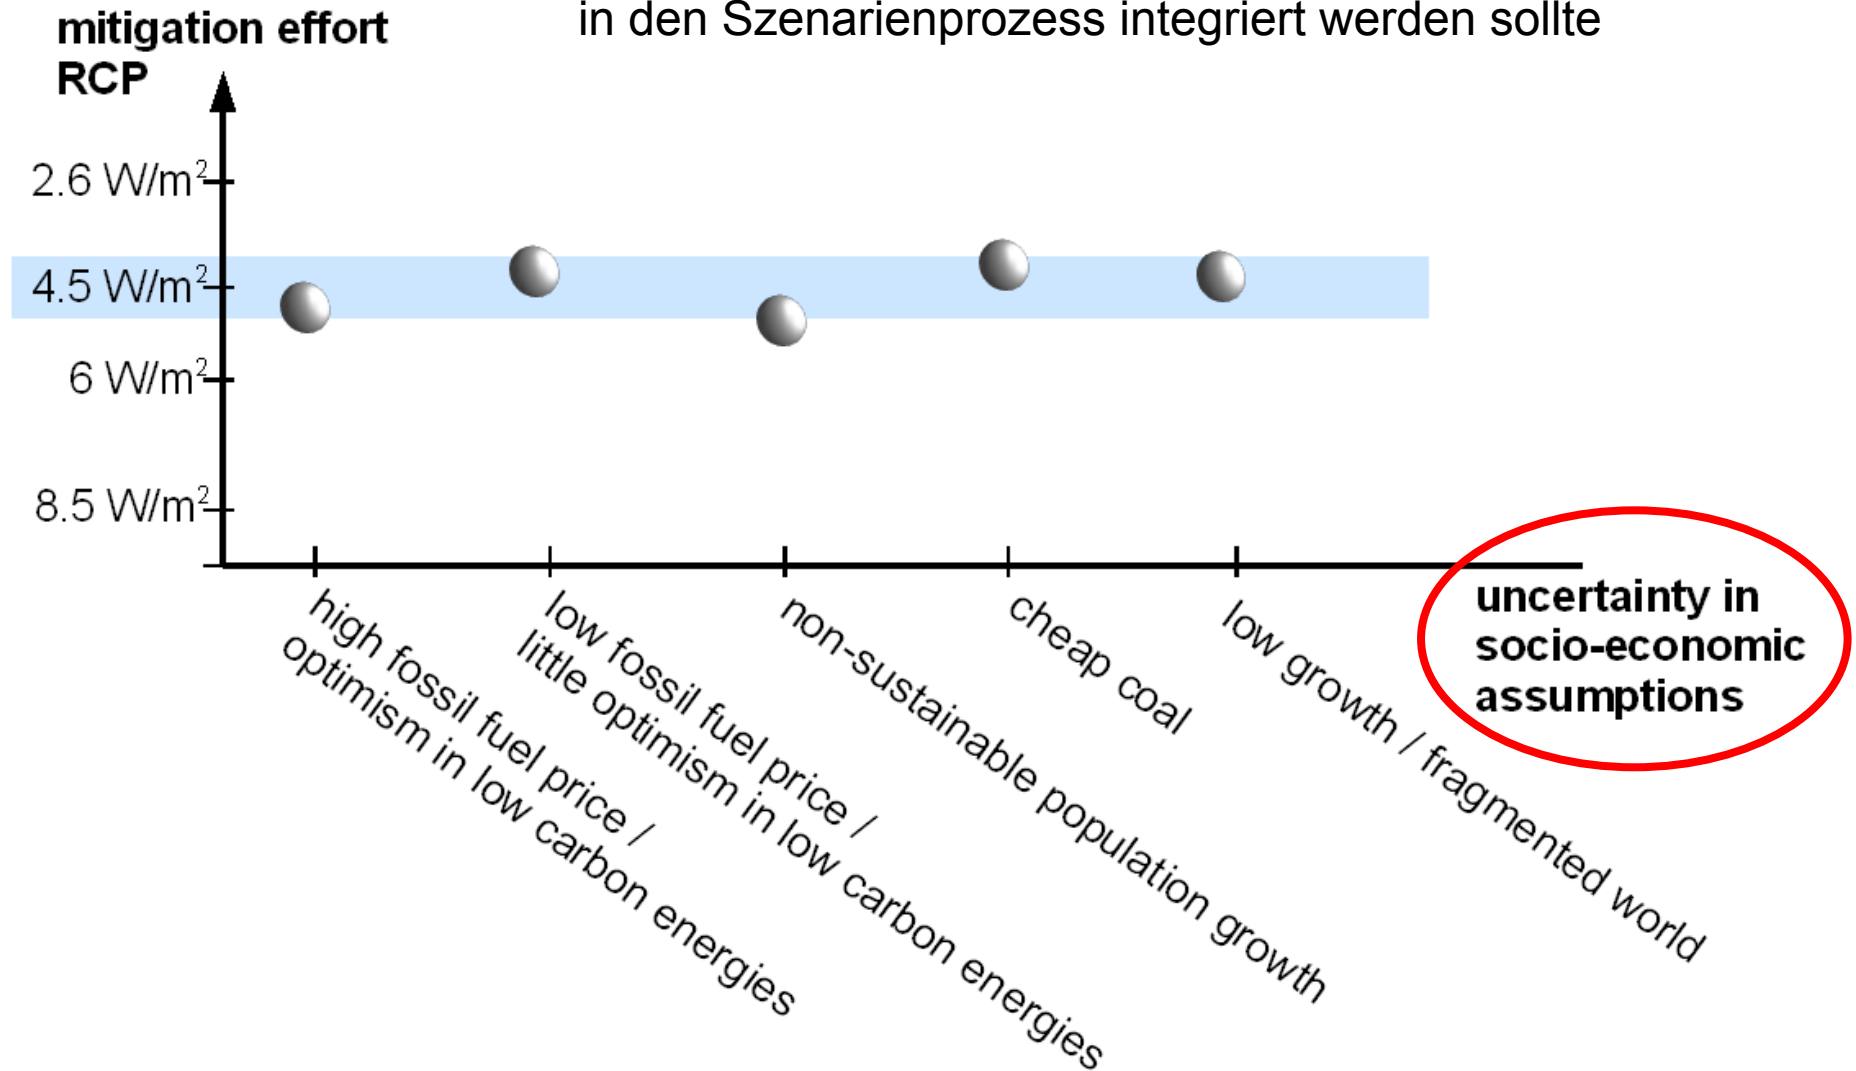 in den Szenarienprozess integriert werden sollte
mitigation effort
RCP
2.6 W/m²
4.5 W/m²
6 W/m²
8.5 W/m²
high fossil fuel price /
optimism in low carbon energies
low fossil fuel price /
little optimism in low carbon energies
non-sustainable population growth
cheap coal
low growth / fragmented world
uncertainty in
socio-economic
assumptions